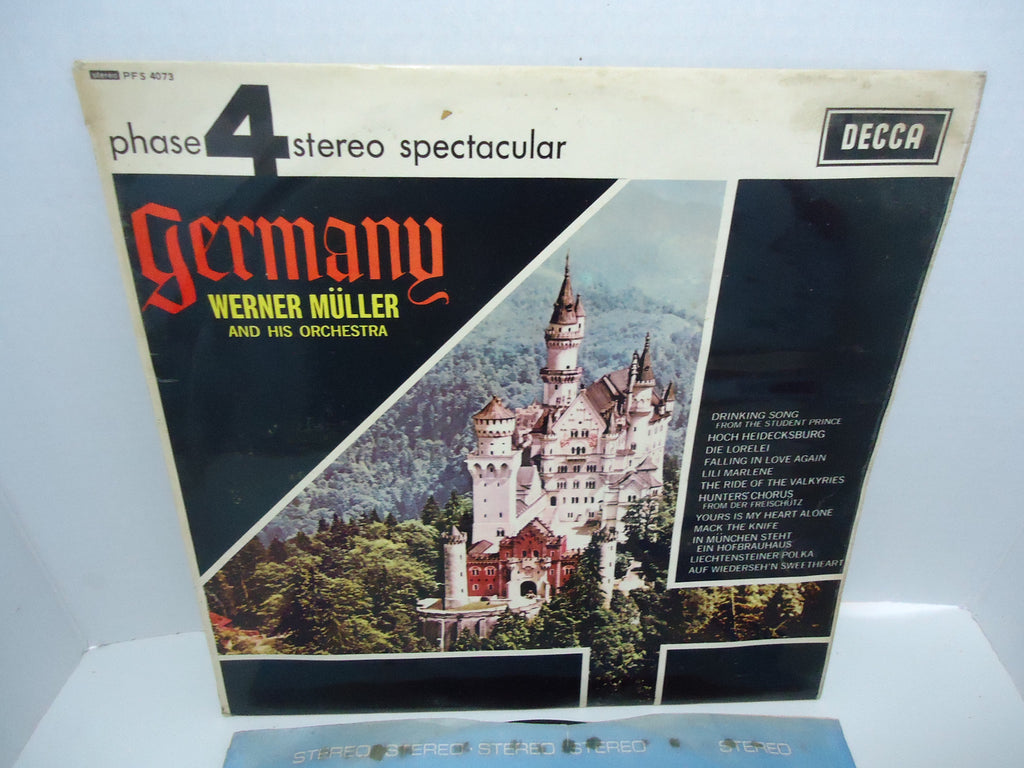 stereo PFS 4073
phase 4 stereo spectacular
DECCA
Germany
WERNER MÜLLER
AND HIS ORCHESTRA
DRINKING SONG
FROM THE STUDENT PRINCE
HOCH HEIDECKSBURG
DIE LORELEI
FALLING IN LOVE AGAIN
LILI MARLENE
THE RIDE OF THE VALKYRIES
HUNTERS' CHORUS
FROM DER FREISCHÜTZ
YOURS IS MY HEART ALONE
MACK THE KNIFE
IN MÜNCHEN STEHT
EIN HOFBRAUHAUS
LIECHTENSTEINER POLKA
AUF WIEDERSEH'N SWEETHEART
STEREO · STEREO · STEREO · STEREO · STEREO